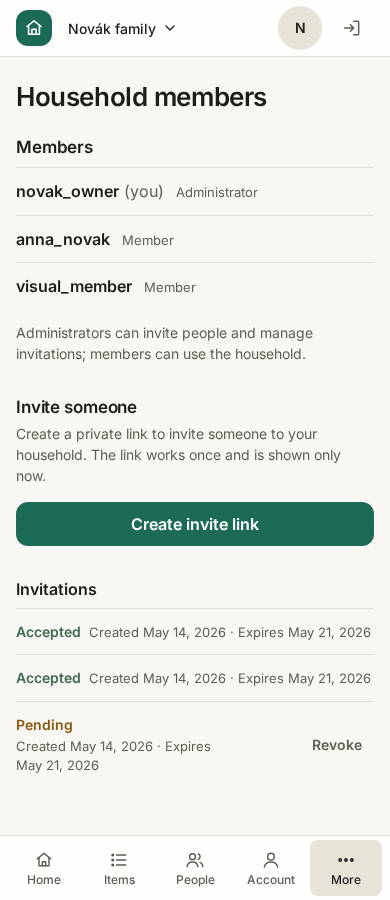 Novák family
N
Household members
Members
novak_owner (you) Administrator
anna_novak Member
visual_member Member
Administrators can invite people and manage
invitations; members can use the household.
Invite someone
Create a private link to invite someone to your
household. The link works once and is shown only
now.
Create invite link
Invitations
Accepted Created May 14, 2026 · Expires May 21, 2026
Accepted Created May 14, 2026 · Expires May 21, 2026
Pending
Created May 14, 2026 · Expires
May 21, 2026
Revoke
Home Items People Account More